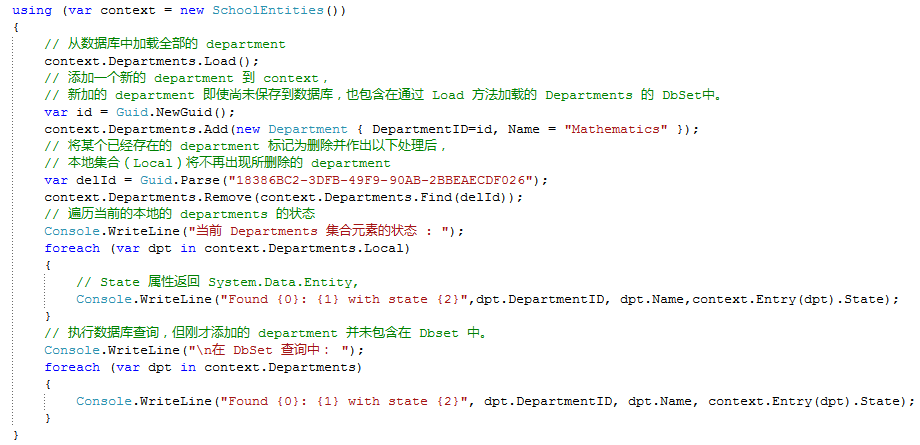 using (var context = new SchoolEntities())
{
// 从数据库中加载全部的 department
context.Departments.Load();
// 添加一个新的 department 到 context，
// 新加的 department 即使尚未保存到数据库，也包含在通过 Load 方法加载的 Departments 的 DbSet中。
var id = Guid.NewGuid();
context.Departments.Add(new Department { DepartmentID=id, Name = "Mathematics" });
// 将某个已经存在的 department 标记为删除并作出以下处理后，
// 本地集合（Local）将不再出现所删除的 department
var delId = Guid.Parse("18386BC2-3DFB-49F9-90AB-2BBEAECDF026");
context.Departments.Remove(context.Departments.Find(delId));
// 遍历当前的本地的 departments 的状态
Console.WriteLine("当前 Departments 集合元素的状态 : ");
foreach (var dpt in context.Departments.Local)
{
// State 属性返回 System.Data.Entity,
Console.WriteLine("Found {0}: {1} with state {2}",dpt.DepartmentID, dpt.Name,context.Entry(dpt).State);
}
// 执行数据库查询，但刚才添加的 department 并未包含在 Dbset 中。
Console.WriteLine("\n在 DbSet 查询中： ");
foreach (var dpt in context.Departments)
{
Console.WriteLine("Found {0}: {1} with state {2}", dpt.DepartmentID, dpt.Name, context.Entry(dpt).State);
}
}